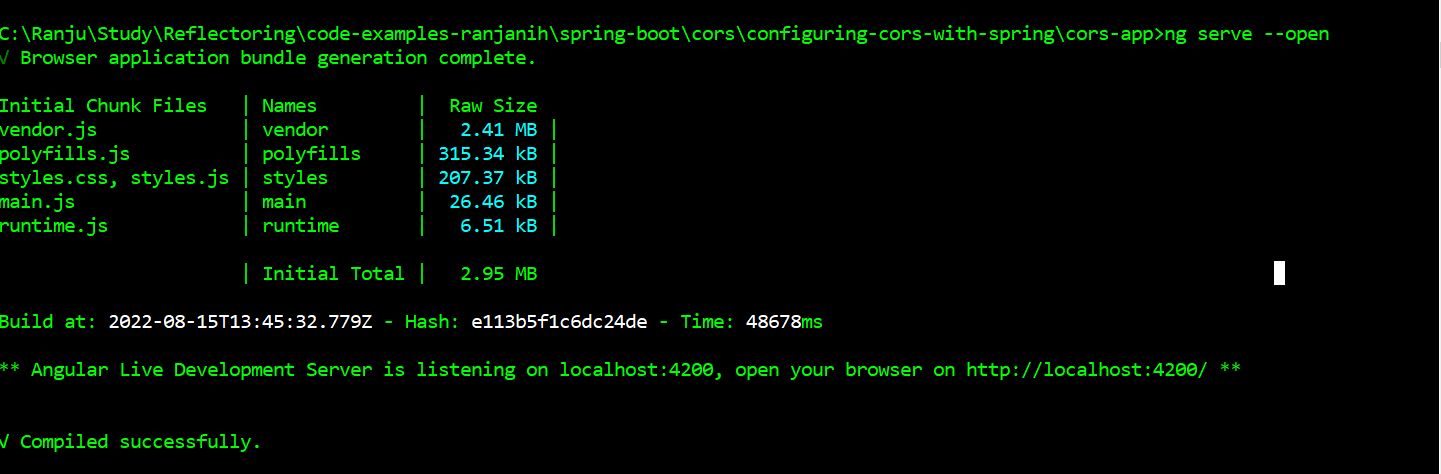 C:\Ranju\Study\Reflectoring\code-examples-ranjanih\spring-boot\cors\configuring-cors-with-spring\cors-app>ng serve --open
√ Browser application bundle generation complete.
Initial Chunk Files | Names | Raw Size
vendor.js | vendor | 2.41 MB |
polyfills.js | polyfills | 315.34 kB |
styles.css, styles.js | styles | 207.37 kB |
main.js | main | 26.46 kB |
runtime.js | runtime | 6.51 kB |
| Initial Total | 2.95 MB
Build at: 2022-08-15T13:45:32.779Z - Hash: e113b5f1c6dc24de - Time: 48678ms
** Angular Live Development Server is listening on localhost:4200, open your browser on http://localhost:4200/ **
√ Compiled successfully.